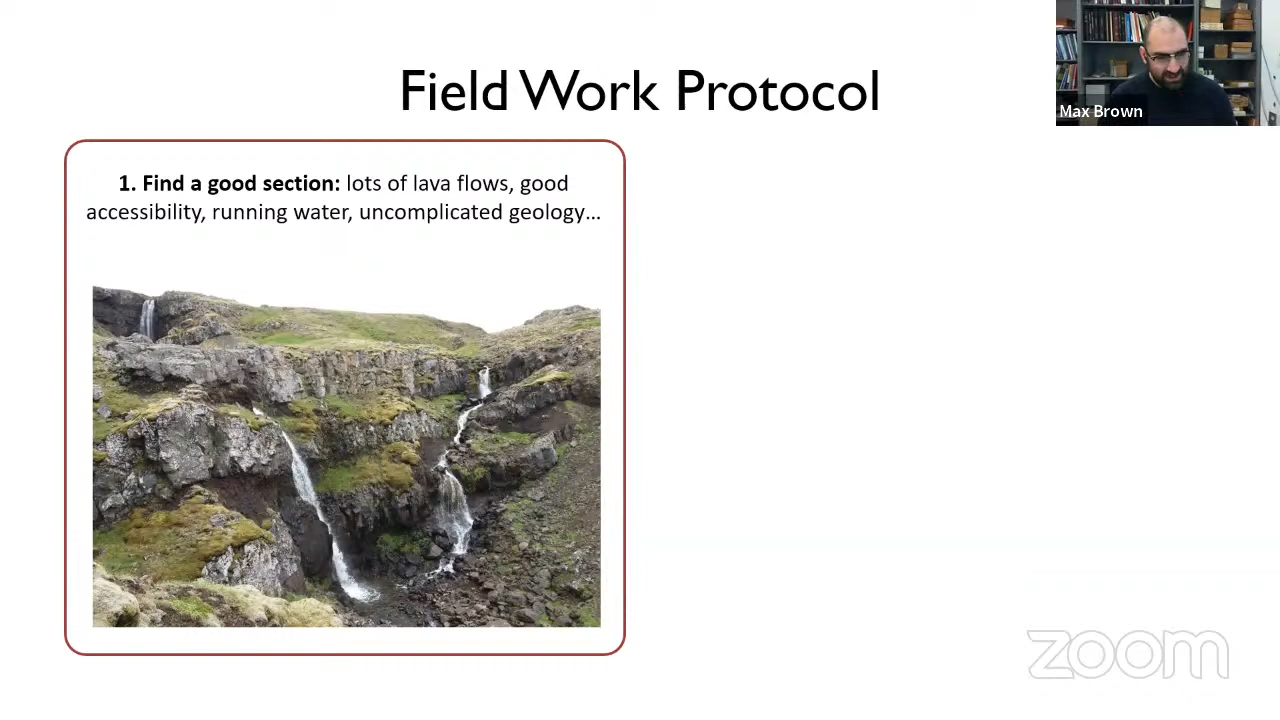 Field Work Protocol
Max Brown
1. Find a good section: lots of lava flows, good
accessibility, running water, uncomplicated geology…
zoom